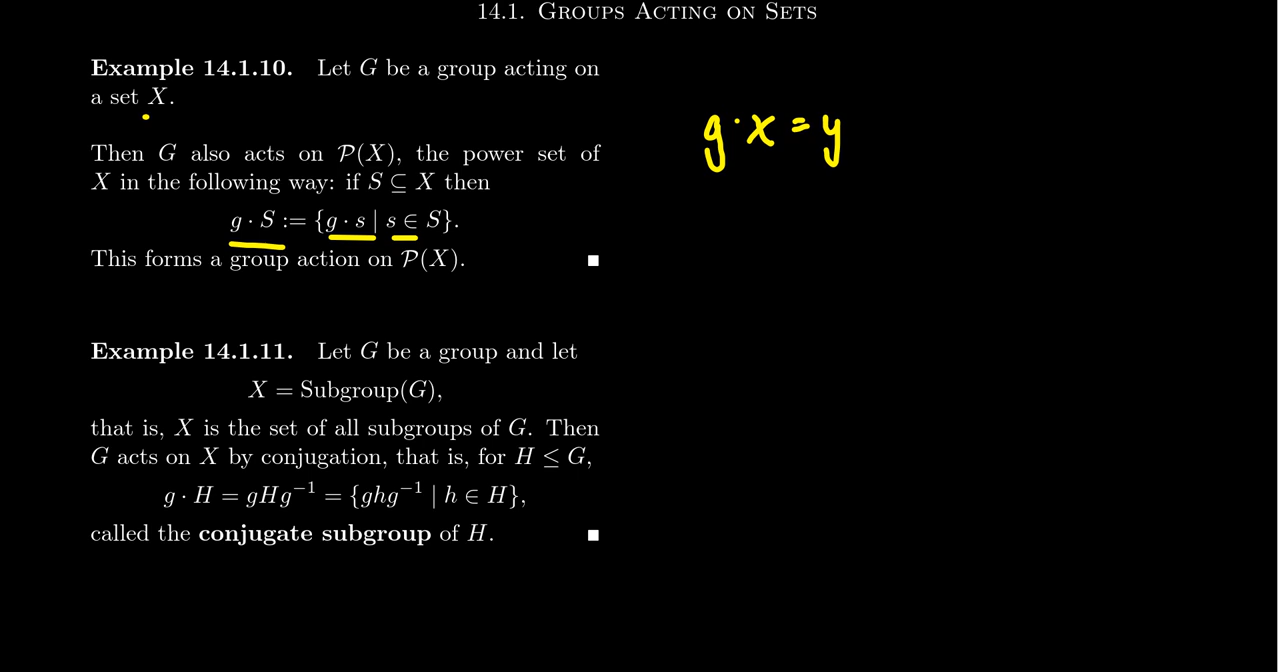 14.1. Groups Acting on Sets
Example 14.1.10. Let G be a group acting on
a set X.
Then G also acts on 𝒫(X), the power set of
X in the following way: if S ⊆ X then
g · S := {g · s | s ∈ S}.
This forms a group action on 𝒫(X). ■
g · x = y
Example 14.1.11. Let G be a group and let
X = Subgroup(G),
that is, X is the set of all subgroups of G. Then
G acts on X by conjugation, that is, for H ≤ G,
g · H = gHg⁻¹ = {ghg⁻¹ | h ∈ H},
called the conjugate subgroup of H. ■